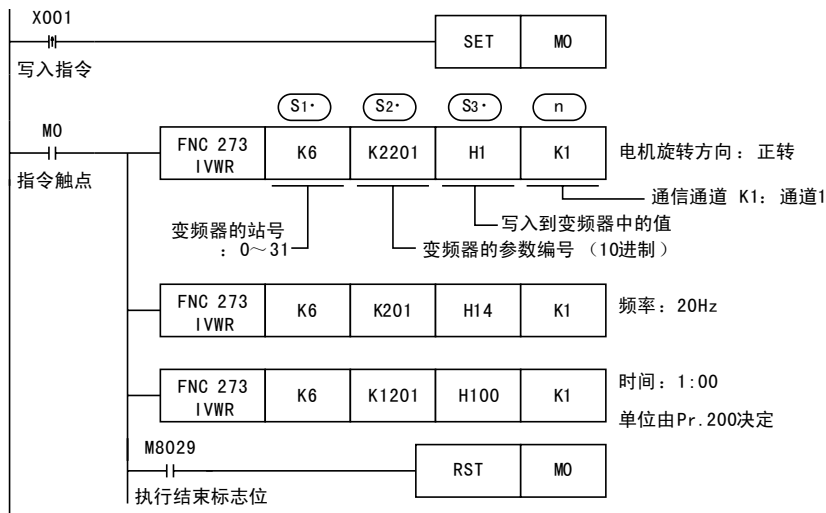 X001
SET M0
写入指令
S1· S2· S3· n
M0
FNC 273 IVWR K6 K2201 H1 K1 电机旋转方向：正转
指令触点
通信通道 K1：通道1
写入到变频器中的值
变频器的站号
：0～31
变频器的参数编号 （10进制）
FNC 273 IVWR K6 K201 H14 K1 频率：20Hz
FNC 273 IVWR K6 K1201 H100 K1 时间：1:00
单位由Pr.200决定
M8029
RST M0
执行结束标志位